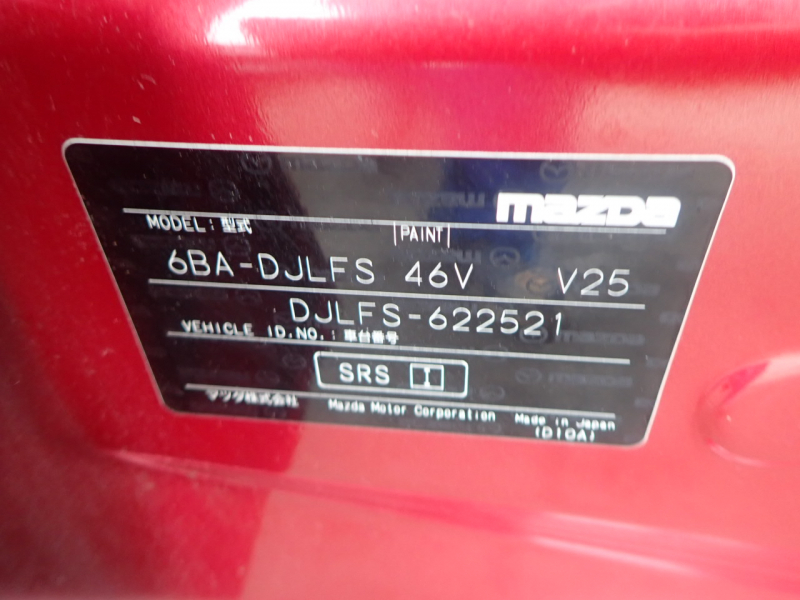 mazda
MODEL: 型式 PAINT
6BA-DJLFS 46V V25
DJLFS-622521
VEHICLE ID.NO.: 車台番号
SRS I
マツダ株式会社 Mazda Motor Corporation Made in Japan
(D10A)